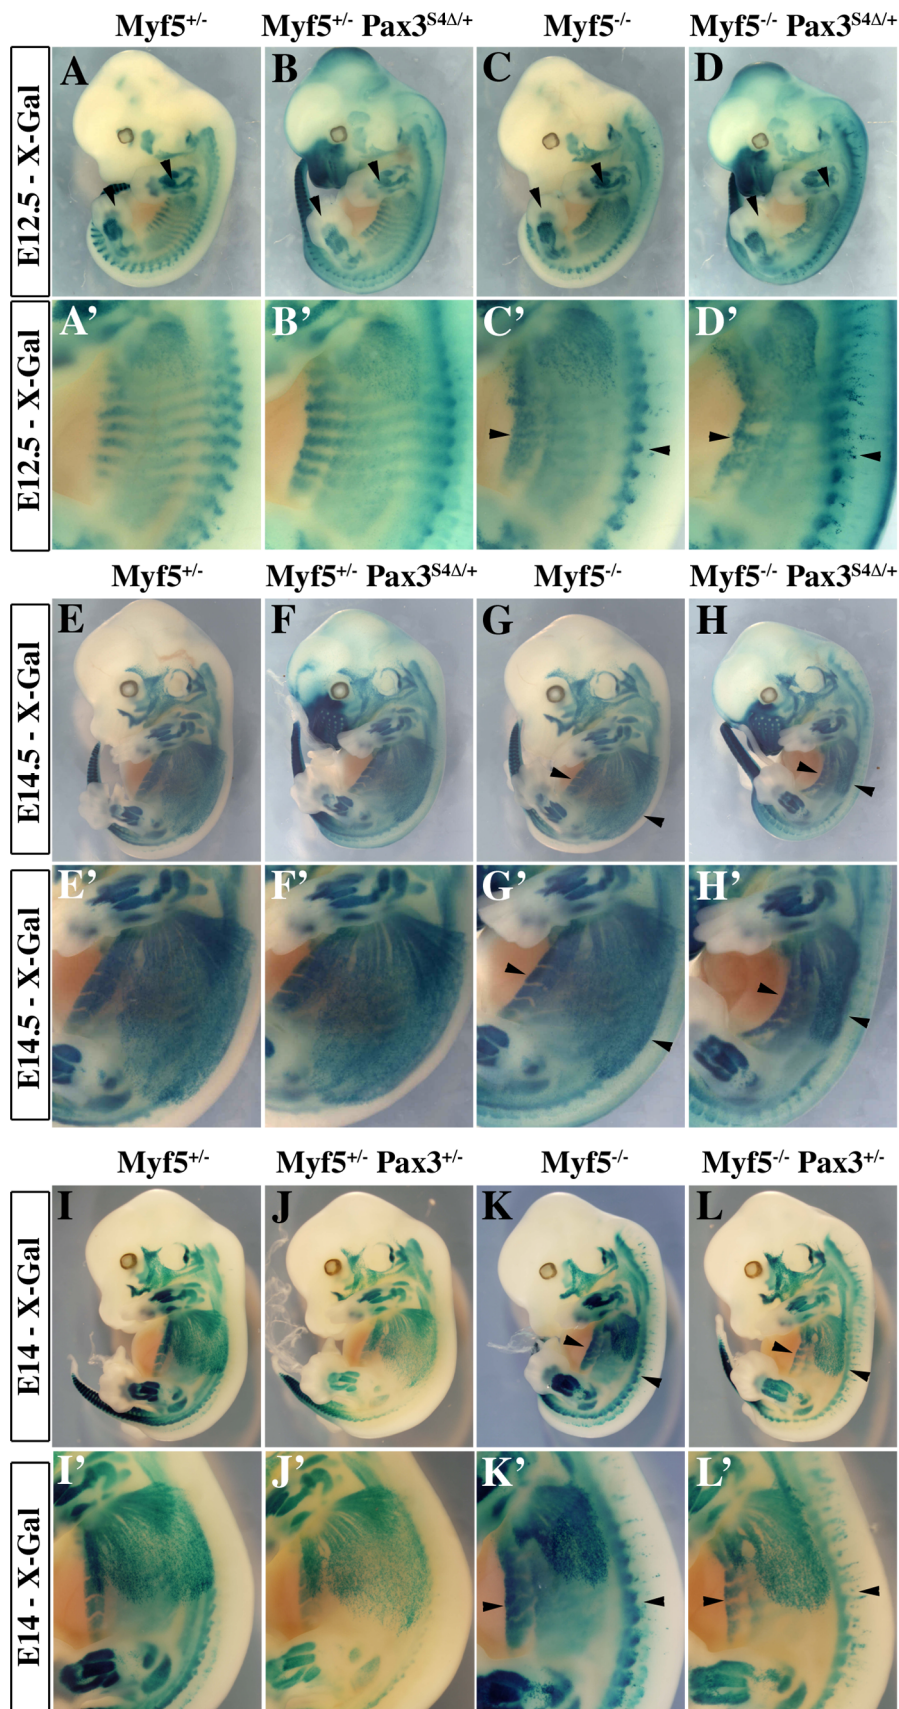 Myf5+/- Myf5+/- Pax3S4Δ/+ Myf5-/- Myf5-/- Pax3S4Δ/+
E12.5 - X-Gal
A B C D
E12.5 - X-Gal
A’ B’ C’ D’
Myf5+/- Myf5+/- Pax3S4Δ/+ Myf5-/- Myf5-/- Pax3S4Δ/+
E14.5 - X-Gal
E F G H
E14.5 - X-Gal
E’ F’ G’ H’
Myf5+/- Myf5+/- Pax3+/- Myf5-/- Myf5-/- Pax3+/-
E14 - X-Gal
I J K L
E14 - X-Gal
I’ J’ K’ L’